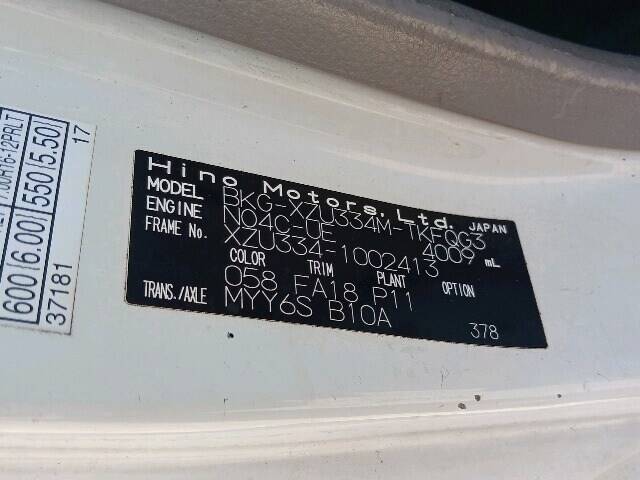 Hino Motors, Ltd. JAPAN
MODEL BKG-XZU334M-TKFQG3
ENGINE N04C-UE 4009 mL
FRAME No. XZU334-1002413
COLOR TRIM PLANT OPTION
058 FA18 P11
TRANS./AXLE MYY6S B10A
378
600(6.00) 550(5.50)
37181 17